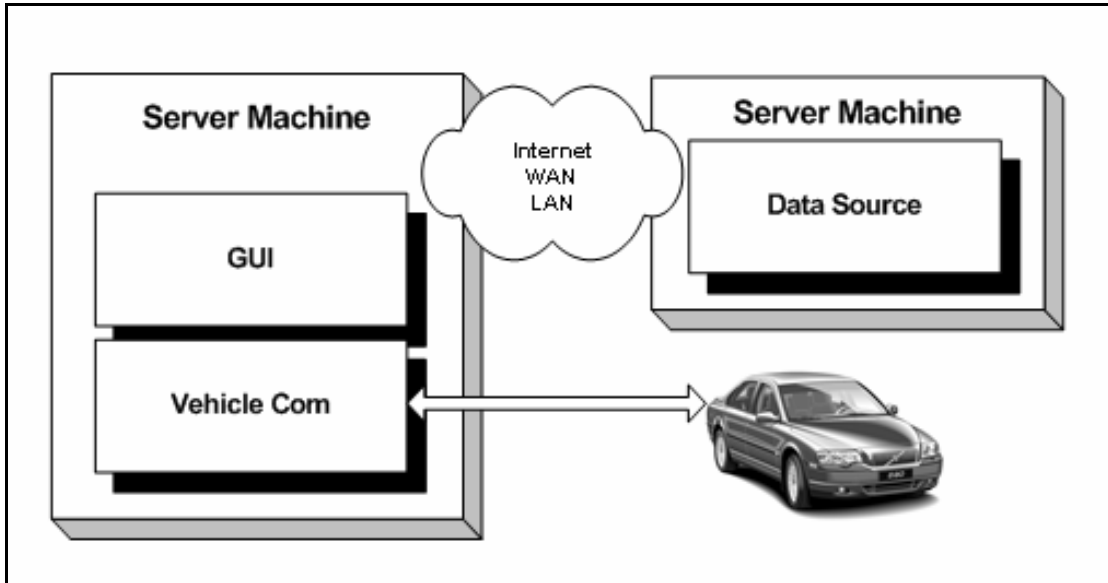 Server Machine
GUI
Vehicle Com
Internet
WAN
LAN
Server Machine
Data Source